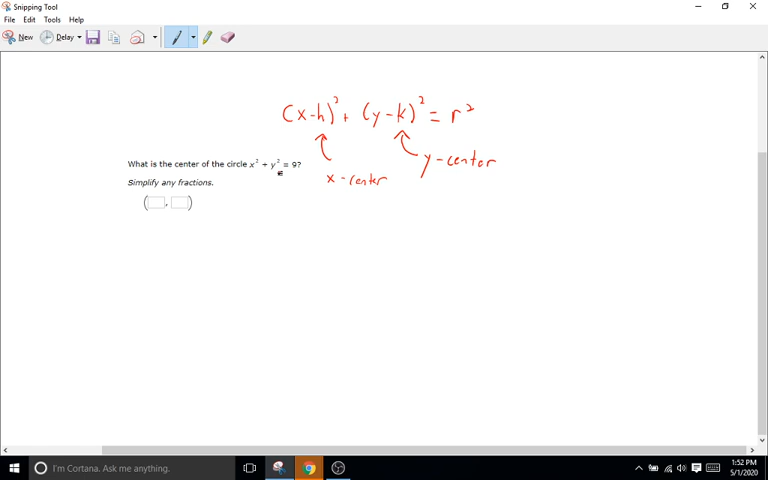 Snipping Tool
File Edit Tools Help
New Delay
(x-h)² + (y-k)² = r²
y-center
What is the center of the circle x² + y² = 9?
x-center
Simplify any fractions.
( , )
I'm Cortana. Ask me anything.
1:52 PM
5/1/2020